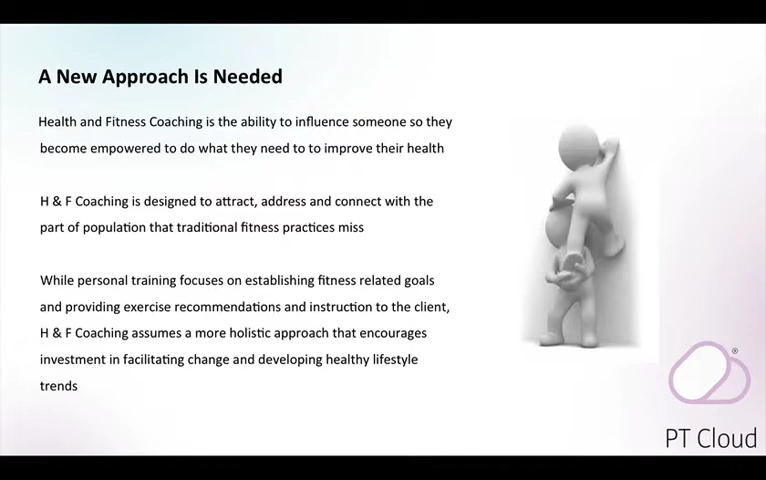 A New Approach Is Needed
Health and Fitness Coaching is the ability to influence someone so they
become empowered to do what they need to to improve their health
H & F Coaching is designed to attract, address and connect with the
part of population that traditional fitness practices miss
While personal training focuses on establishing fitness related goals
and providing exercise recommendations and instruction to the client,
H & F Coaching assumes a more holistic approach that encourages
investment in facilitating change and developing healthy lifestyle
trends
®
PT Cloud